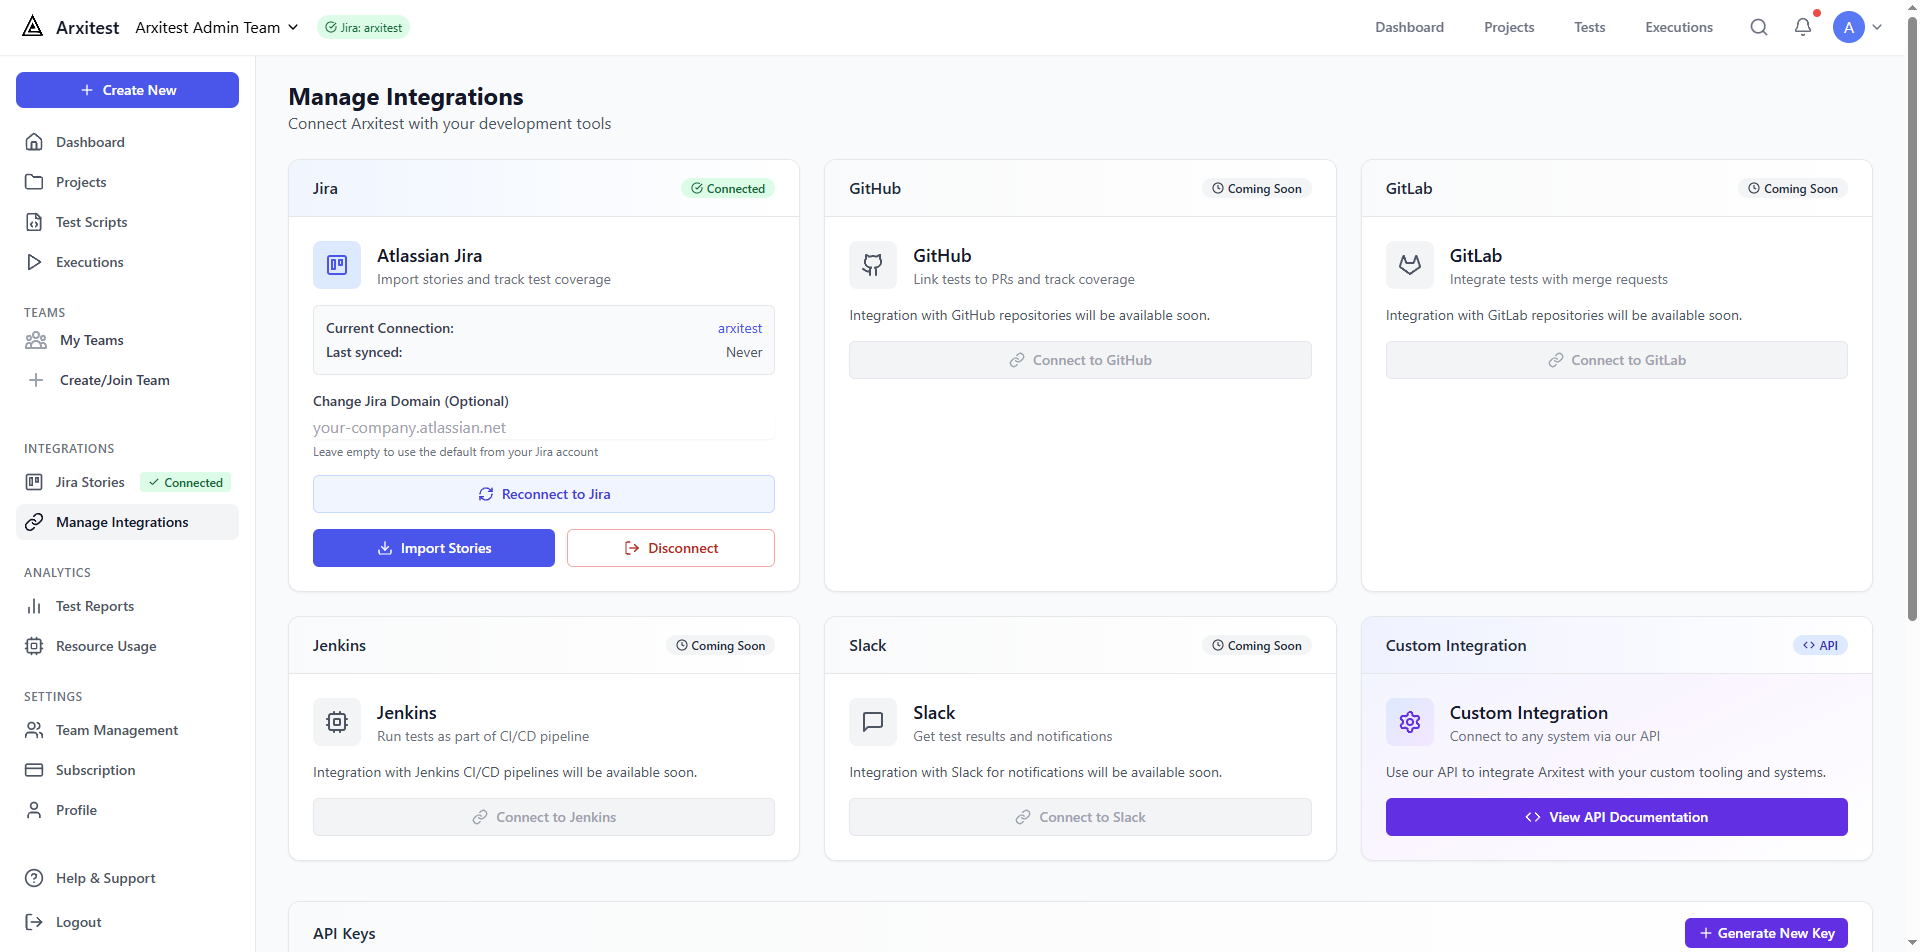 Arxitest
Arxitest Admin Team
Jira: arxitest
Dashboard
Projects
Tests
Executions
A
Create New
Dashboard
Projects
Test Scripts
Executions
TEAMS
My Teams
Create/Join Team
INTEGRATIONS
Jira Stories
Connected
Manage Integrations
ANALYTICS
Test Reports
Resource Usage
SETTINGS
Team Management
Subscription
Profile
Help & Support
Logout
Manage Integrations
Connect Arxitest with your development tools
Jira
Connected
Atlassian Jira
Import stories and track test coverage
Current Connection:
arxitest
Last synced:
Never
Change Jira Domain (Optional)
your-company.atlassian.net
Leave empty to use the default from your Jira account
Reconnect to Jira
Import Stories
Disconnect
GitHub
Coming Soon
GitHub
Link tests to PRs and track coverage
Integration with GitHub repositories will be available soon.
Connect to GitHub
GitLab
Coming Soon
GitLab
Integrate tests with merge requests
Integration with GitLab repositories will be available soon.
Connect to GitLab
Jenkins
Coming Soon
Jenkins
Run tests as part of CI/CD pipeline
Integration with Jenkins CI/CD pipelines will be available soon.
Connect to Jenkins
Slack
Coming Soon
Slack
Get test results and notifications
Integration with Slack for notifications will be available soon.
Connect to Slack
Custom Integration
API
Custom Integration
Connect to any system via our API
Use our API to integrate Arxitest with your custom tooling and systems.
View API Documentation
API Keys
Generate New Key